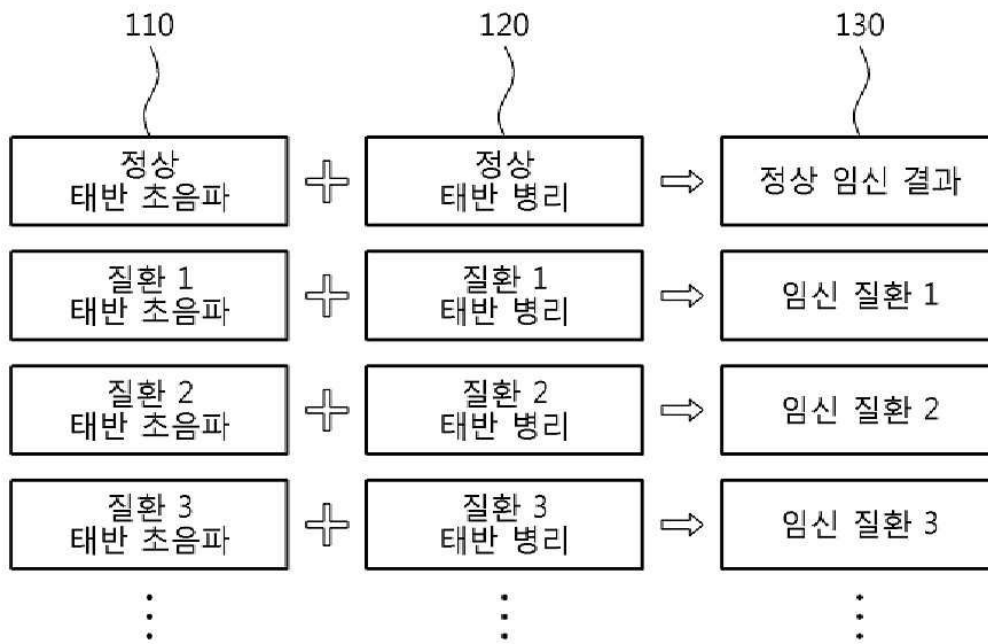 110
120
130
정상
태반 초음파
정상
태반 병리
정상 임신 결과
질환 1
태반 초음파
질환 1
태반 병리
임신 질환 1
질환 2
태반 초음파
질환 2
태반 병리
임신 질환 2
질환 3
태반 초음파
질환 3
태반 병리
임신 질환 3